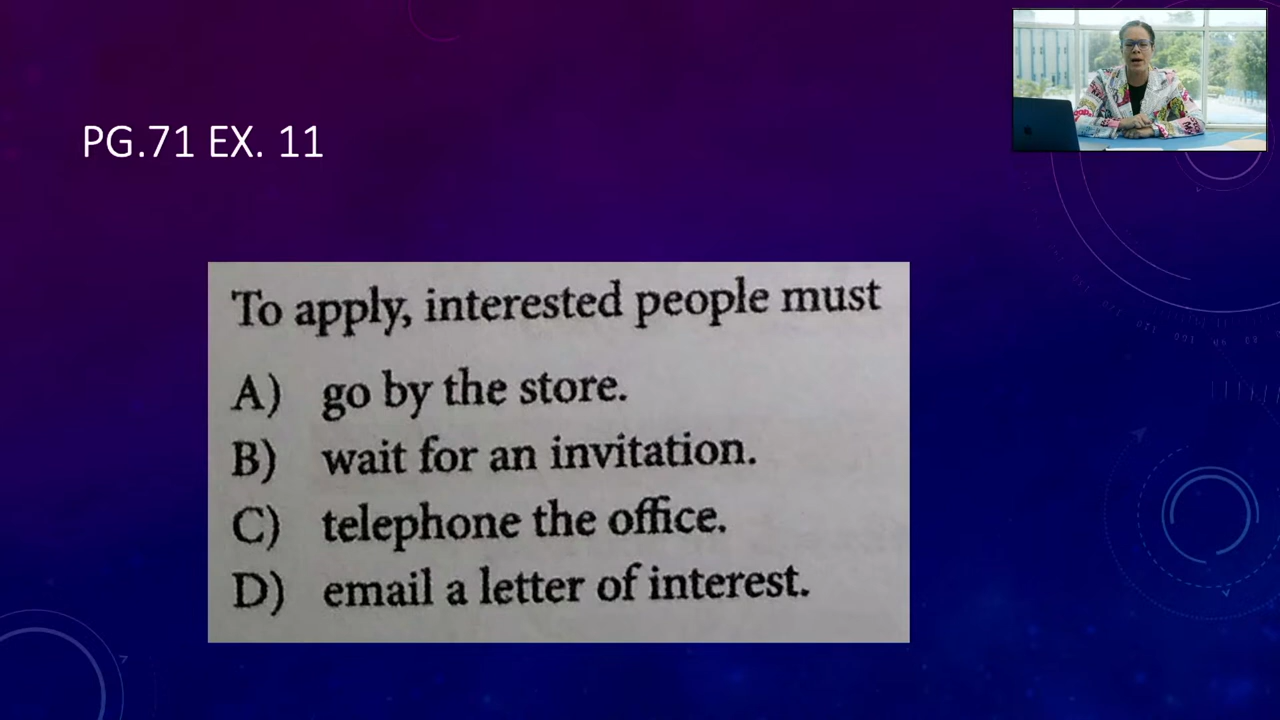 PG.71 EX. 11
To apply, interested people must
A) go by the store.
B) wait for an invitation.
C) telephone the office.
D) email a letter of interest.